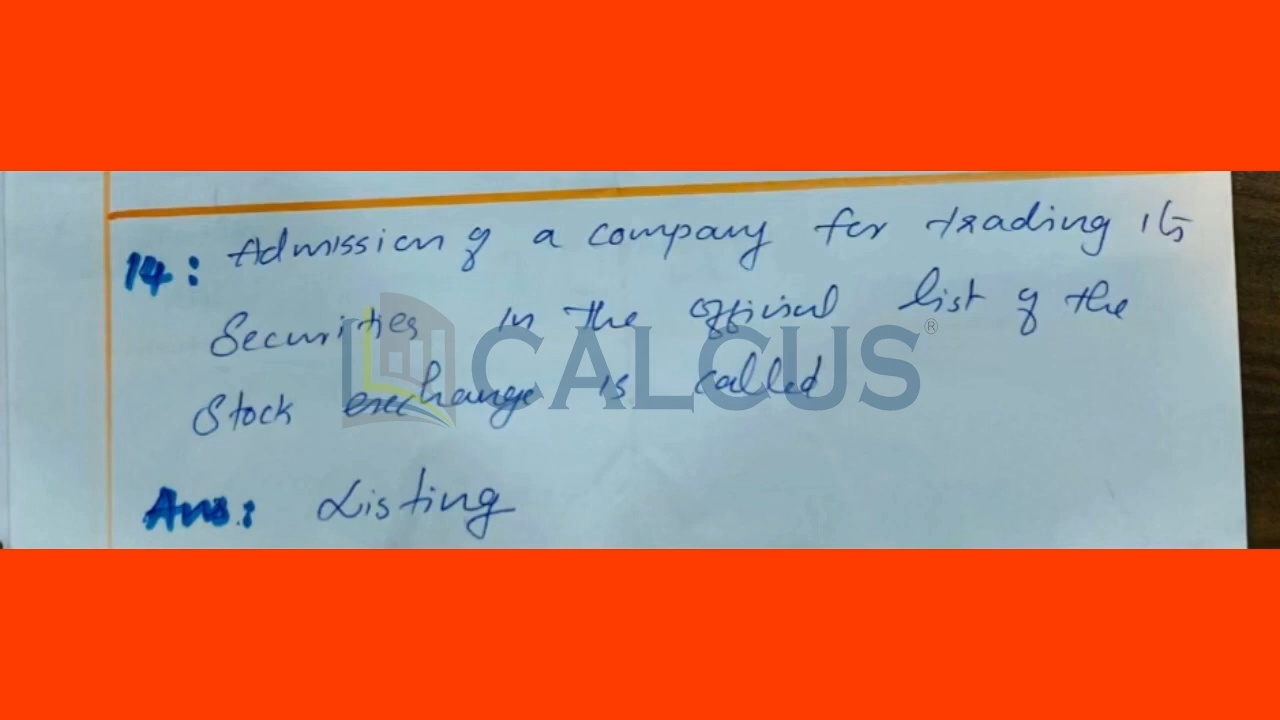 14: Admission of a company for trading its
Securities in the official list of the
Stock exchange is called
CALCUS®
Ans: Listing